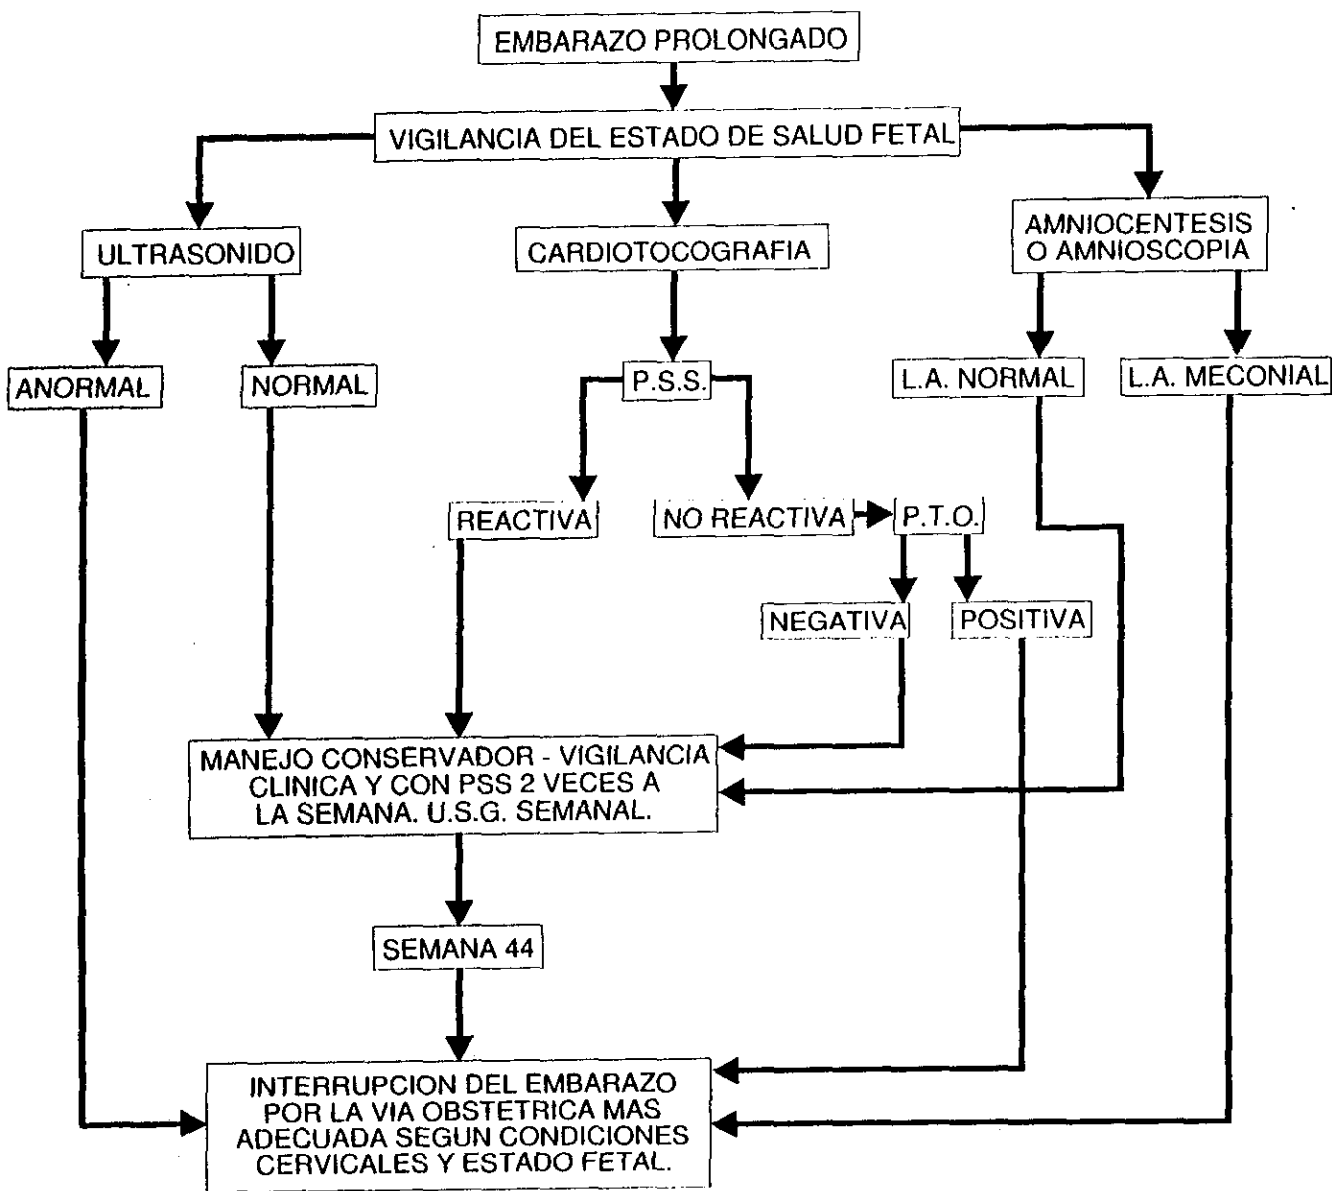 EMBARAZO PROLONGADO
VIGILANCIA DEL ESTADO DE SALUD FETAL
ULTRASONIDO
CARDIOTOCOGRAFIA
AMNIOCENTESIS
O AMNIOSCOPIA
ANORMAL
NORMAL
P.S.S.
L.A. NORMAL
L.A. MECONIAL
REACTIVA
NO REACTIVA
P.T.O.
NEGATIVA
POSITIVA
MANEJO CONSERVADOR - VIGILANCIA
CLINICA Y CON PSS 2 VECES A
LA SEMANA. U.S.G. SEMANAL.
SEMANA 44
INTERRUPCION DEL EMBARAZO
POR LA VIA OBSTETRICA MAS
ADECUADA SEGUN CONDICIONES
CERVICALES Y ESTADO FETAL.